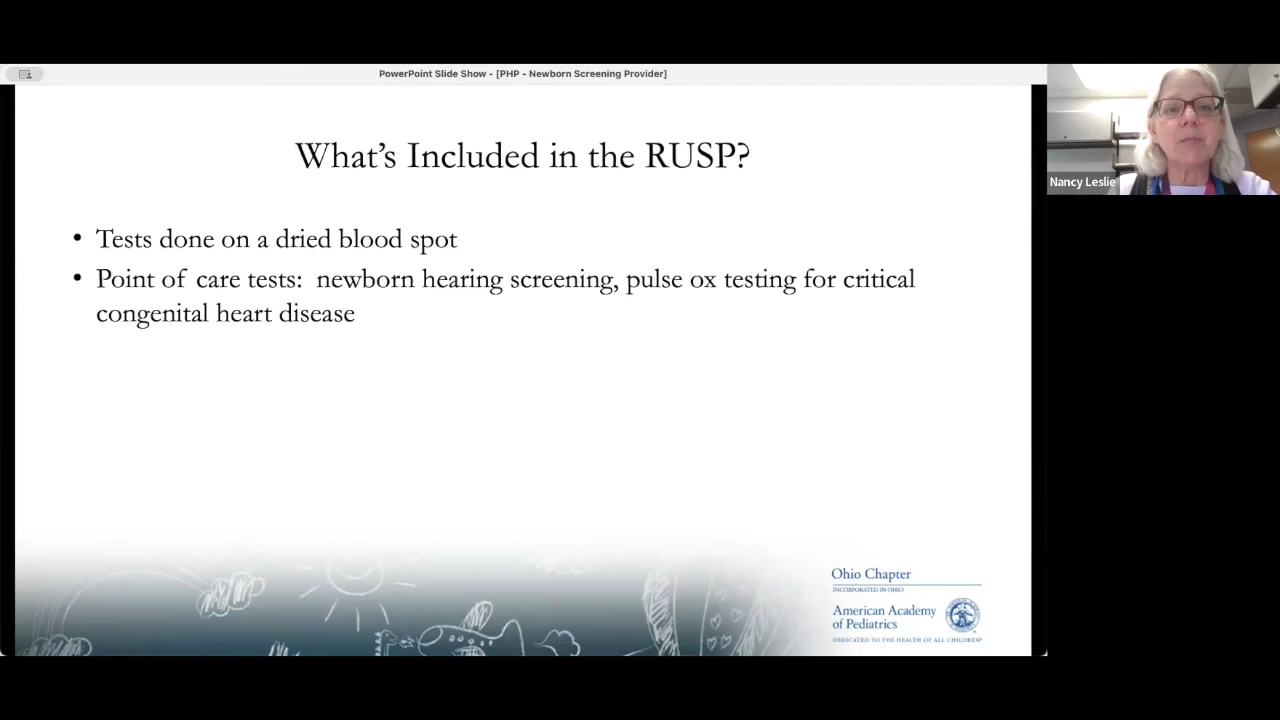 PowerPoint Slide Show - [PHP - Newborn Screening Provider]
What's Included in the RUSP?
• Tests done on a dried blood spot
• Point of care tests: newborn hearing screening, pulse ox testing for critical
congenital heart disease
Nancy Leslie
Ohio Chapter
INCORPORATED IN OHIO
American Academy
of Pediatrics
DEDICATED TO THE HEALTH OF ALL CHILDREN®